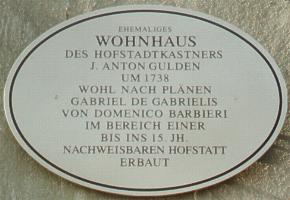 EHEMALIGES
WOHNHAUS
DES HOFSTADTKASTNERS
J. ANTON GULDEN
UM 1738
WOHL NACH PLÄNEN
GABRIEL DE GABRIELIS
VON DOMENICO BARBIERI
IM BEREICH EINER
BIS INS 15. JH.
NACHWEISBAREN HOFSTATT
ERBAUT